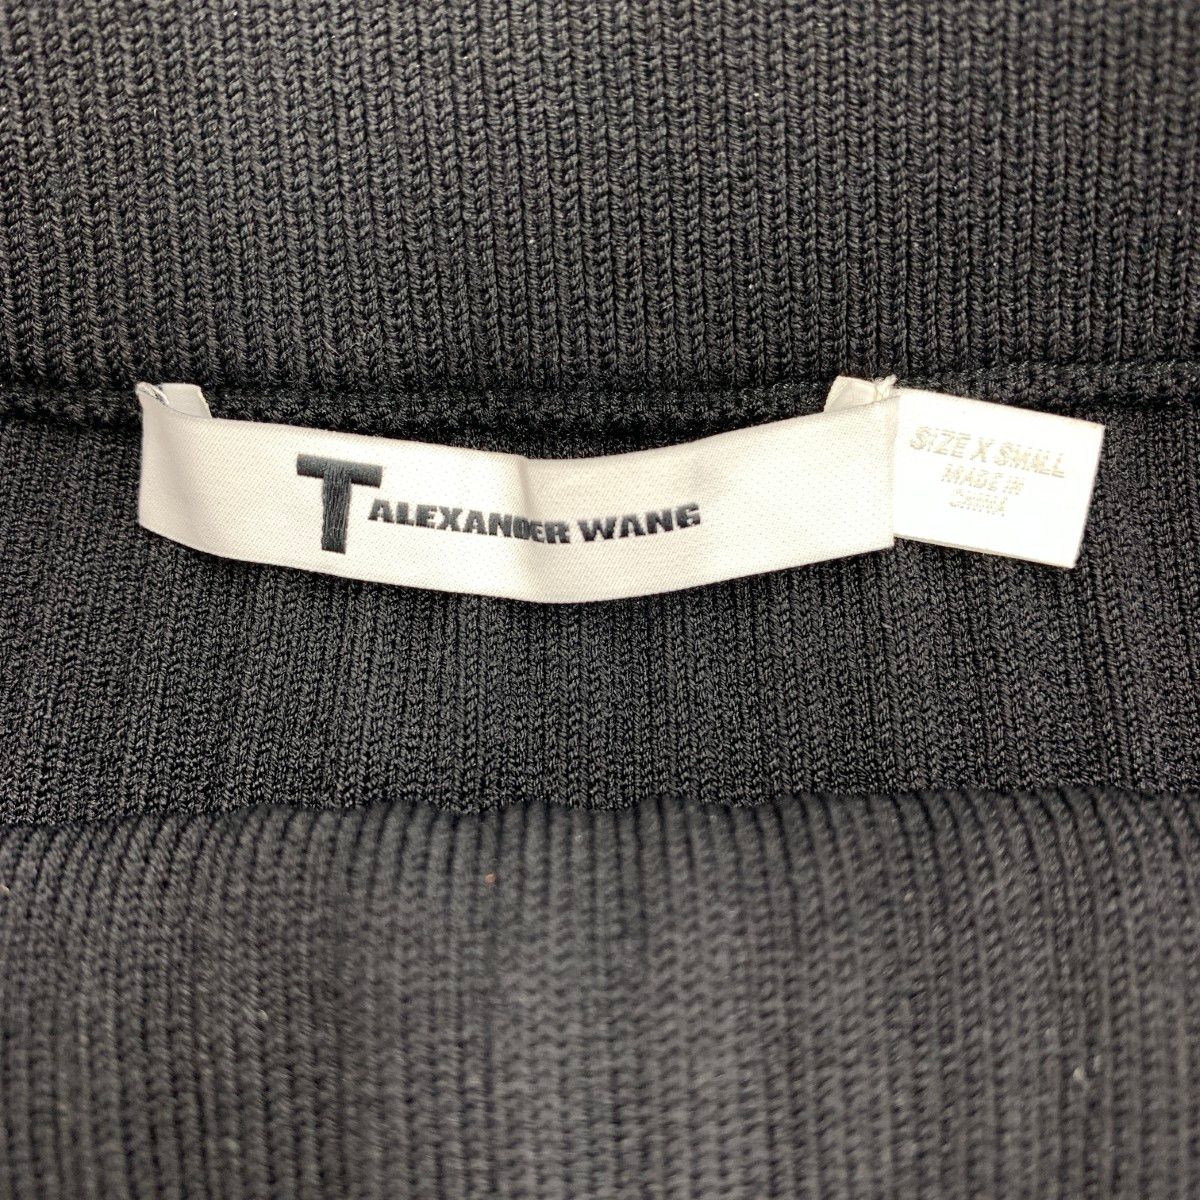 T ALEXANDER WANG
SIZE X SMALL
MADE IN
CHINA